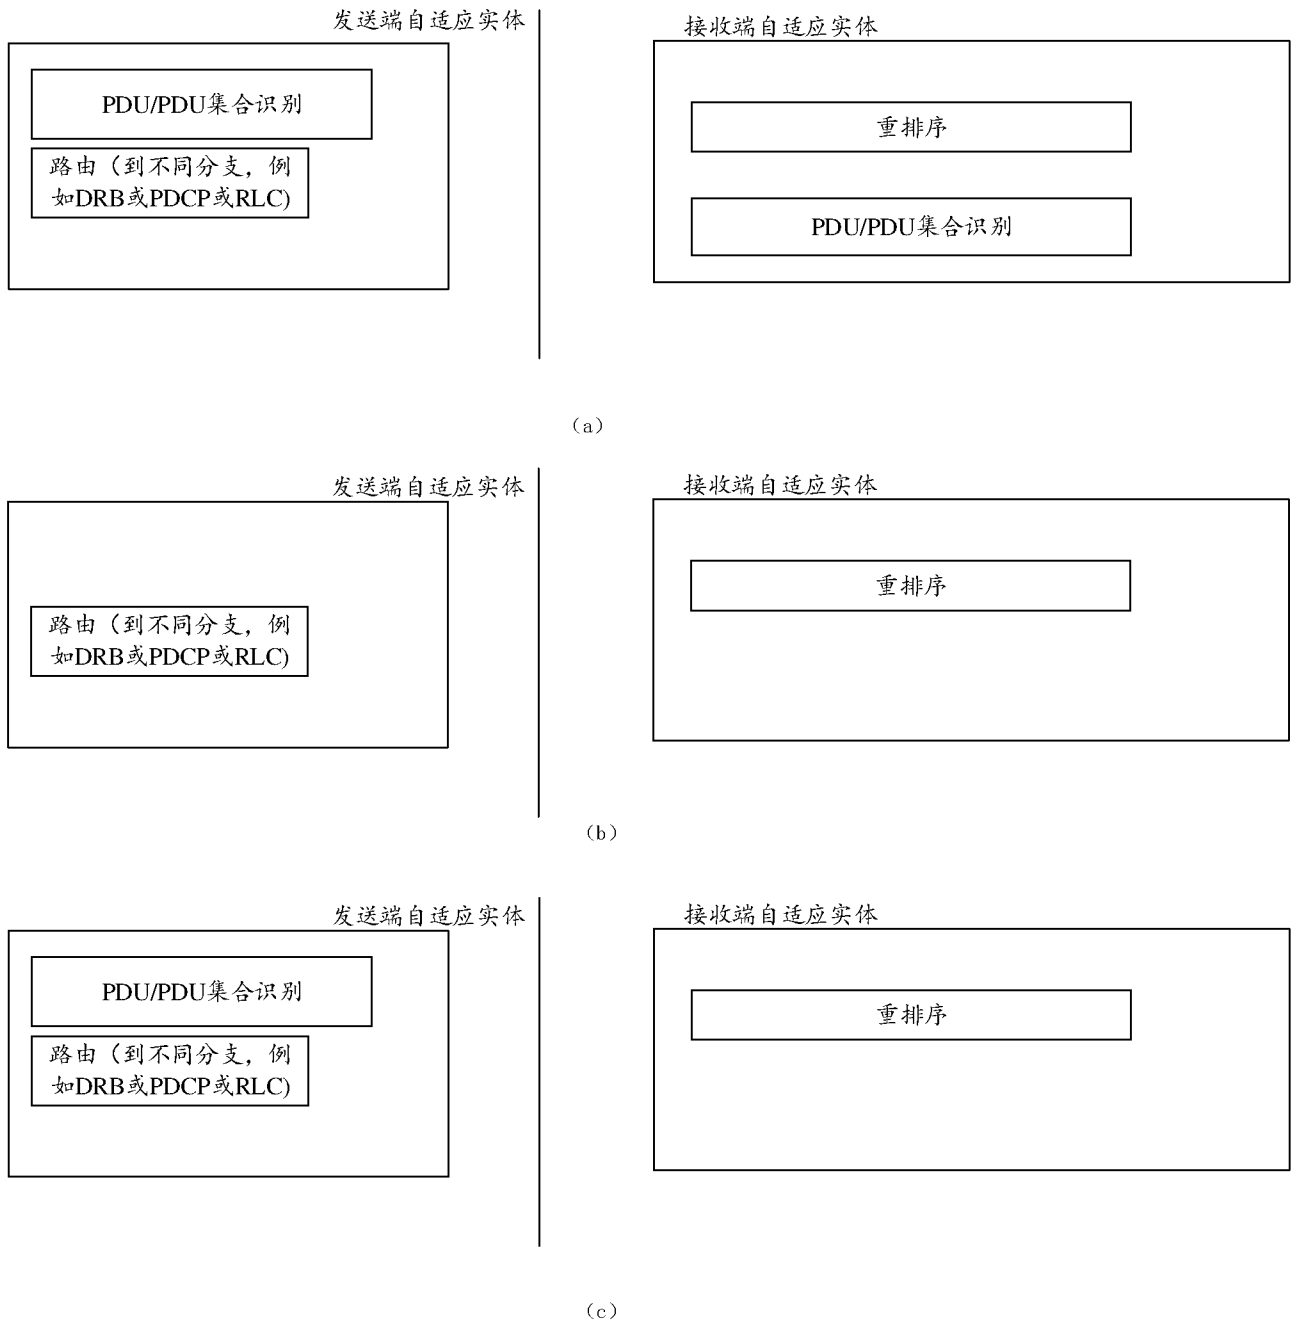 发送端自适应实体
接收端自适应实体
PDU/PDU集合识别
路由（到不同分支，例
如DRB或PDCP或RLC)
重排序
PDU/PDU集合识别
（a）
发送端自适应实体
接收端自适应实体
路由（到不同分支，例
如DRB或PDCP或RLC)
重排序
（b）
发送端自适应实体
接收端自适应实体
PDU/PDU集合识别
路由（到不同分支，例
如DRB或PDCP或RLC)
重排序
（c）